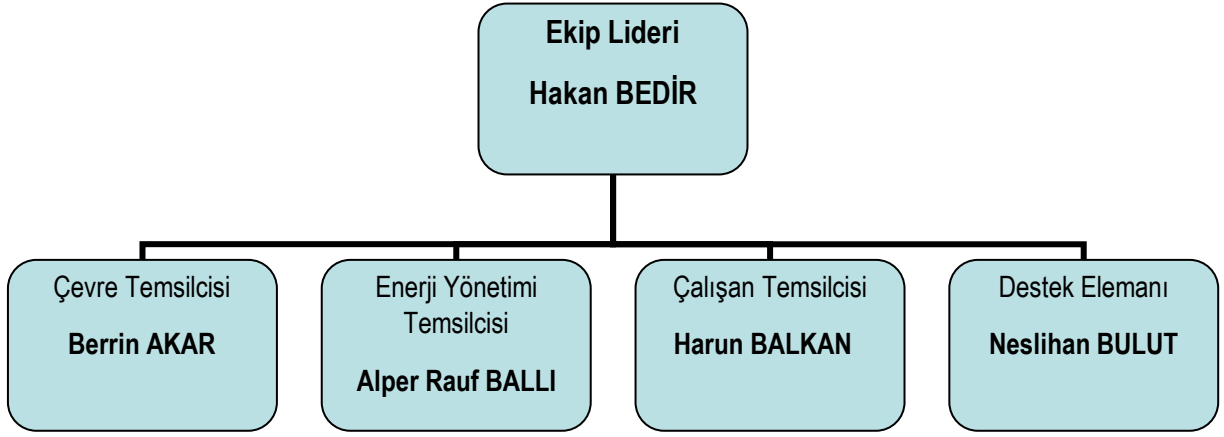 Ekip Lideri
Hakan BEDİR
Çevre Temsilcisi
Berrin AKAR
Enerji Yönetimi
Temsilcisi
Alper Rauf BALLI
Çalışan Temsilcisi
Harun BALKAN
Destek Elemanı
Neslihan BULUT